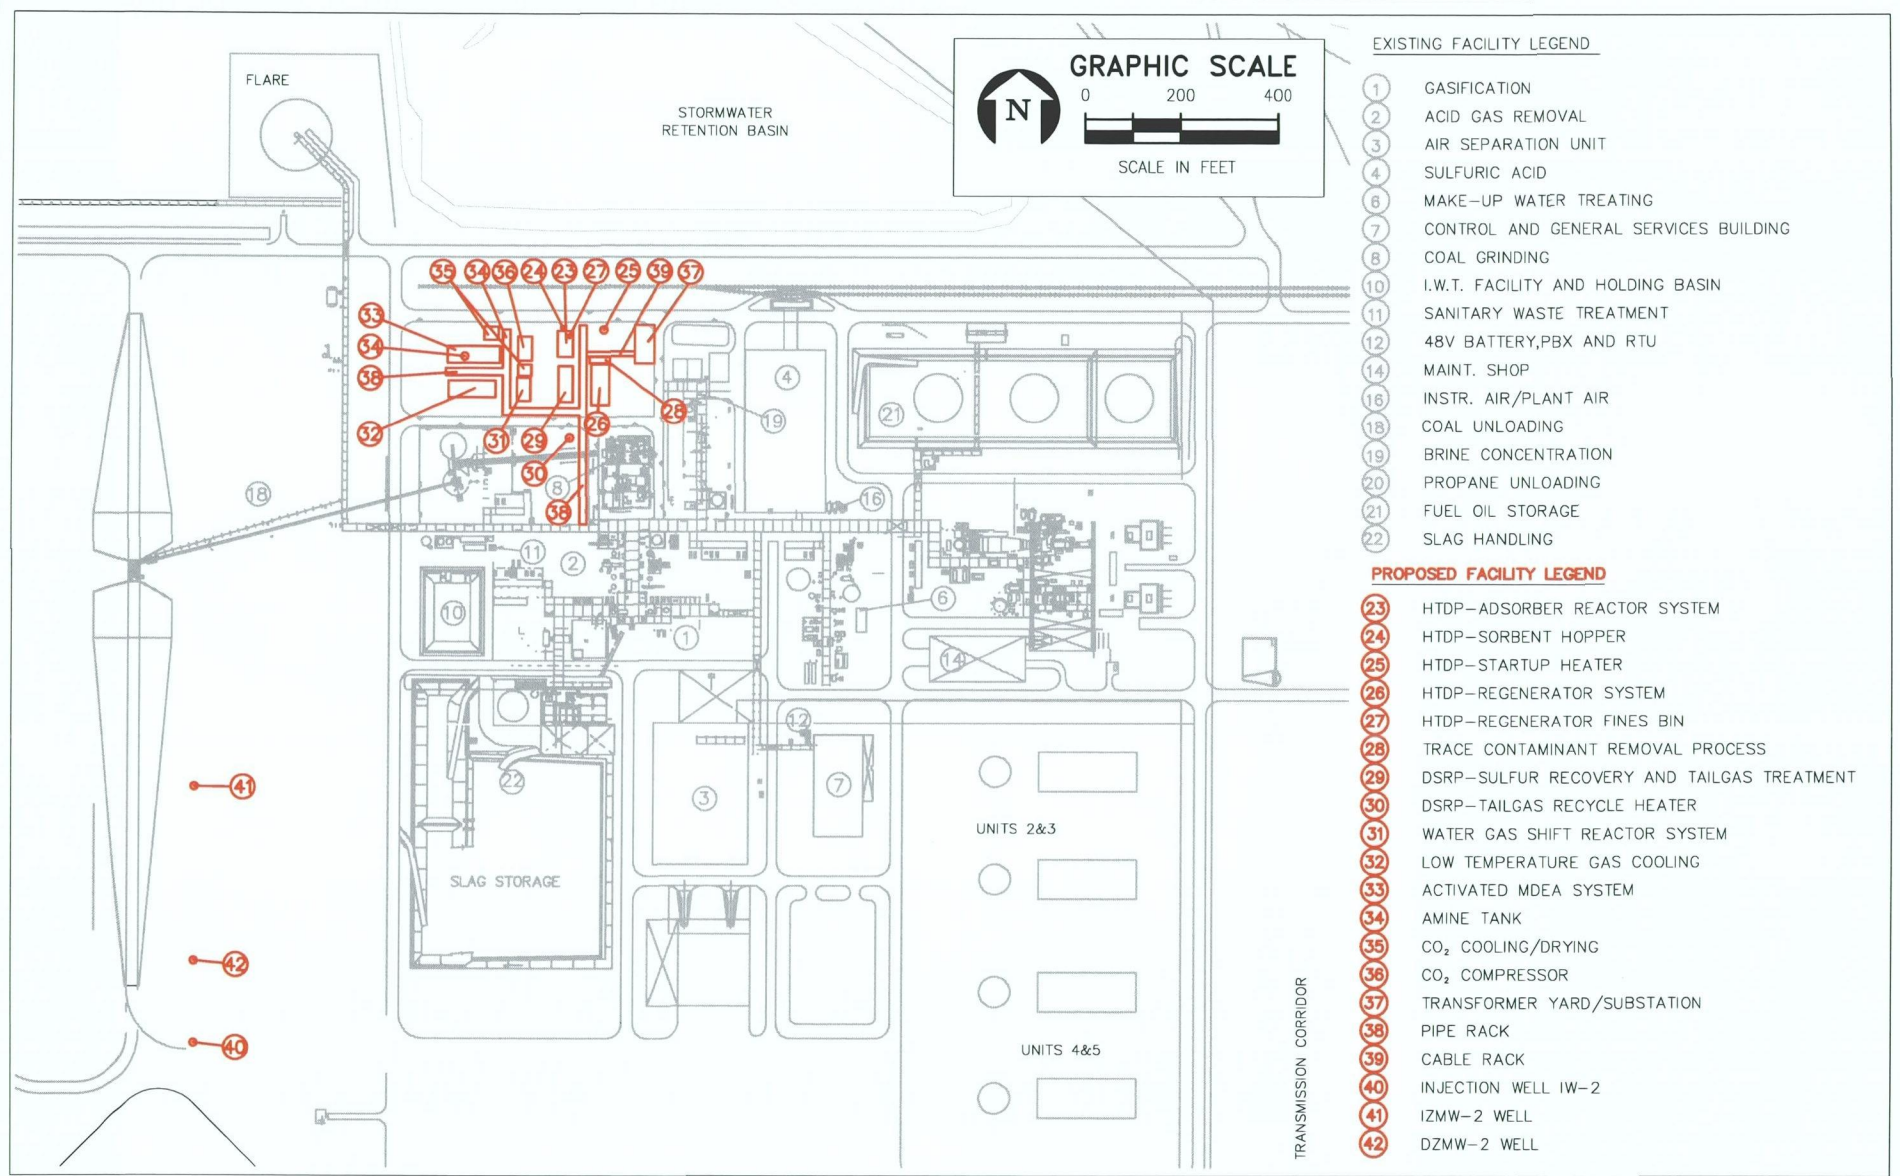 FLARE
STORMWATER
RETENTION BASIN
N
GRAPHIC SCALE
0 200 400
SCALE IN FEET
35 34 36 24 23 27 25 39 37
33
34
38
32
31
29
30
26
28
38
4
19
21
8
18
16
11
2
10
6
1
14
12
22
3
7
41
UNITS 2&3
SLAG STORAGE
42
40
UNITS 4&5
TRANSMISSION CORRIDOR
EXISTING FACILITY LEGEND
1 GASIFICATION
2 ACID GAS REMOVAL
3 AIR SEPARATION UNIT
4 SULFURIC ACID
6 MAKE-UP WATER TREATING
7 CONTROL AND GENERAL SERVICES BUILDING
8 COAL GRINDING
10 I.W.T. FACILITY AND HOLDING BASIN
11 SANITARY WASTE TREATMENT
12 48V BATTERY,PBX AND RTU
14 MAINT. SHOP
16 INSTR. AIR/PLANT AIR
18 COAL UNLOADING
19 BRINE CONCENTRATION
20 PROPANE UNLOADING
21 FUEL OIL STORAGE
22 SLAG HANDLING
PROPOSED FACILITY LEGEND
23 HTDP-ADSORBER REACTOR SYSTEM
24 HTDP-SORBENT HOPPER
25 HTDP-STARTUP HEATER
26 HTDP-REGENERATOR SYSTEM
27 HTDP-REGENERATOR FINES BIN
28 TRACE CONTAMINANT REMOVAL PROCESS
29 DSRP-SULFUR RECOVERY AND TAILGAS TREATMENT
30 DSRP-TAILGAS RECYCLE HEATER
31 WATER GAS SHIFT REACTOR SYSTEM
32 LOW TEMPERATURE GAS COOLING
33 ACTIVATED MDEA SYSTEM
34 AMINE TANK
35 CO₂ COOLING/DRYING
36 CO₂ COMPRESSOR
37 TRANSFORMER YARD/SUBSTATION
38 PIPE RACK
39 CABLE RACK
40 INJECTION WELL IW-2
41 IZMW-2 WELL
42 DZMW-2 WELL